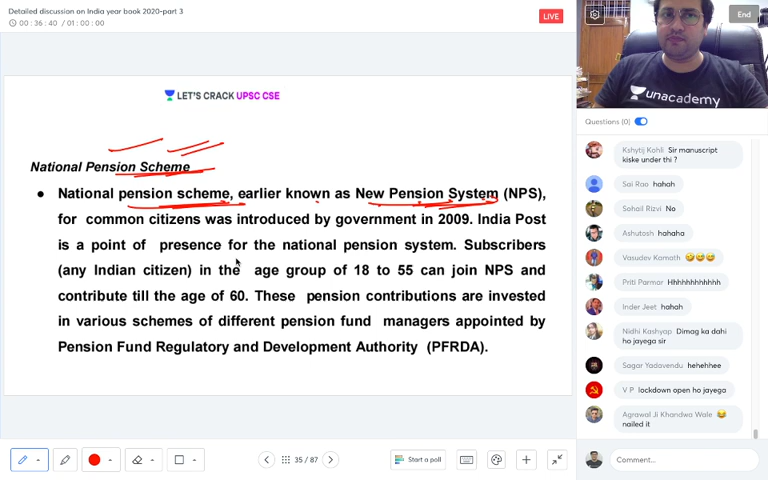 Detailed discussion on India year book 2020-part 3
00 : 36 : 40 / 01 : 00 : 00
LIVE
End
LET'S CRACK UPSC CSE
unacademy
National Pension Scheme
● National pension scheme, earlier known as New Pension System (NPS),
for common citizens was introduced by government in 2009. India Post
is a point of presence for the national pension system. Subscribers
(any Indian citizen) in the age group of 18 to 55 can join NPS and
contribute till the age of 60. These pension contributions are invested
in various schemes of different pension fund managers appointed by
Pension Fund Regulatory and Development Authority (PFRDA).
Questions (0)
Kshytij Kohli Sir manuscript
kiske under thi ?
Sai Rao hahah
Sohail Rizvi No
Ashutosh hahaha
Vasudev Kamath 🤣😅🤣
Priti Parmar Hhhhhhhhhhh
Inder Jeet hahah
Nidhi Kashyap Dimag ka dahi
ho jayega sir
Sagar Yadavendu hehehhee
V P lockdown open ho jayega
Agrawal Ji Khandwa Wale 😂
nailed it
35 / 87
Start a poll
Comment...